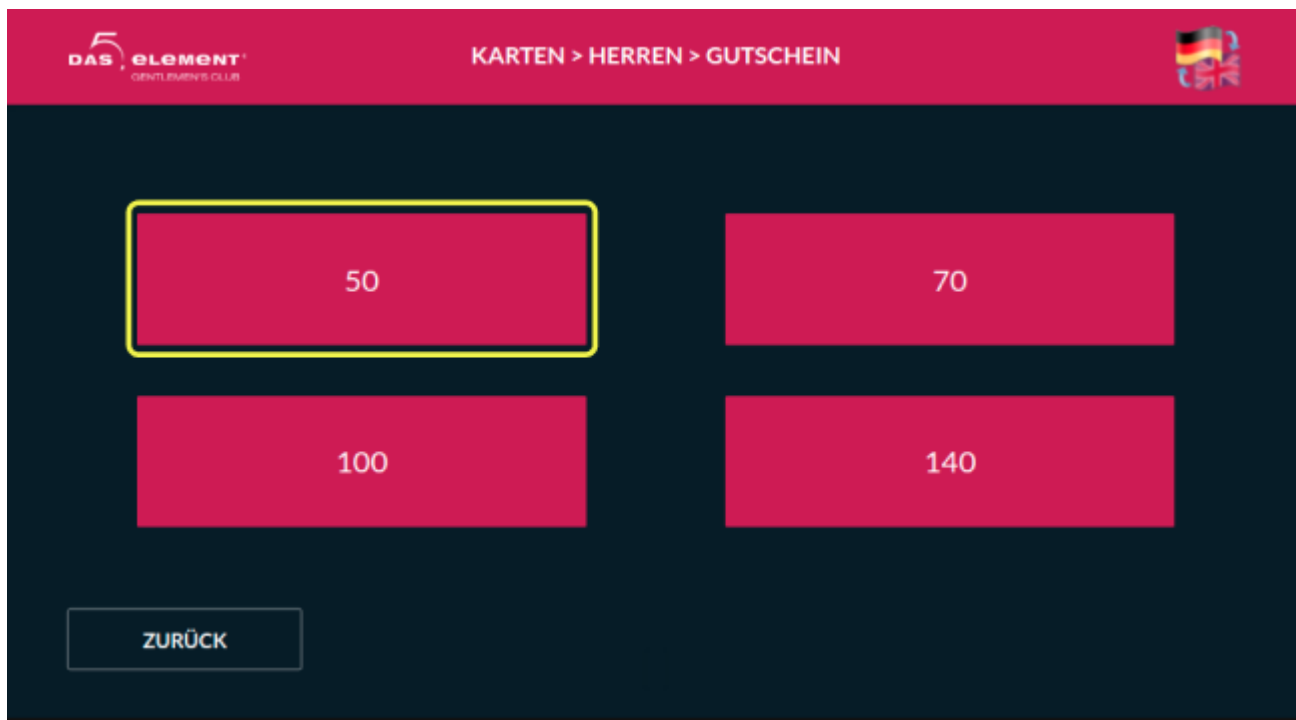 DAS 5 eLeMENT
GENTLEMEN'S CLUB
KARTEN > HERREN > GUTSCHEIN
50
70
100
140
ZURÜCK